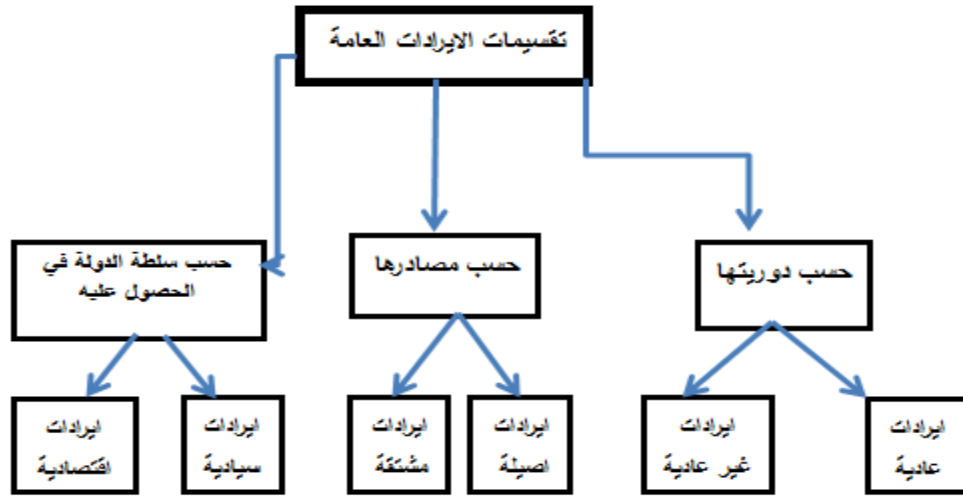 تقسيمات الايرادات العامة
حسب دوريتها
حسب مصادرها
حسب سلطة الدولة في
الحصول عليه
ايرادات
عادية
ايرادات
غير عادية
ايرادات
اصيلة
ايرادات
مشتقة
ايرادات
سيادية
ايرادات
اقتصادية